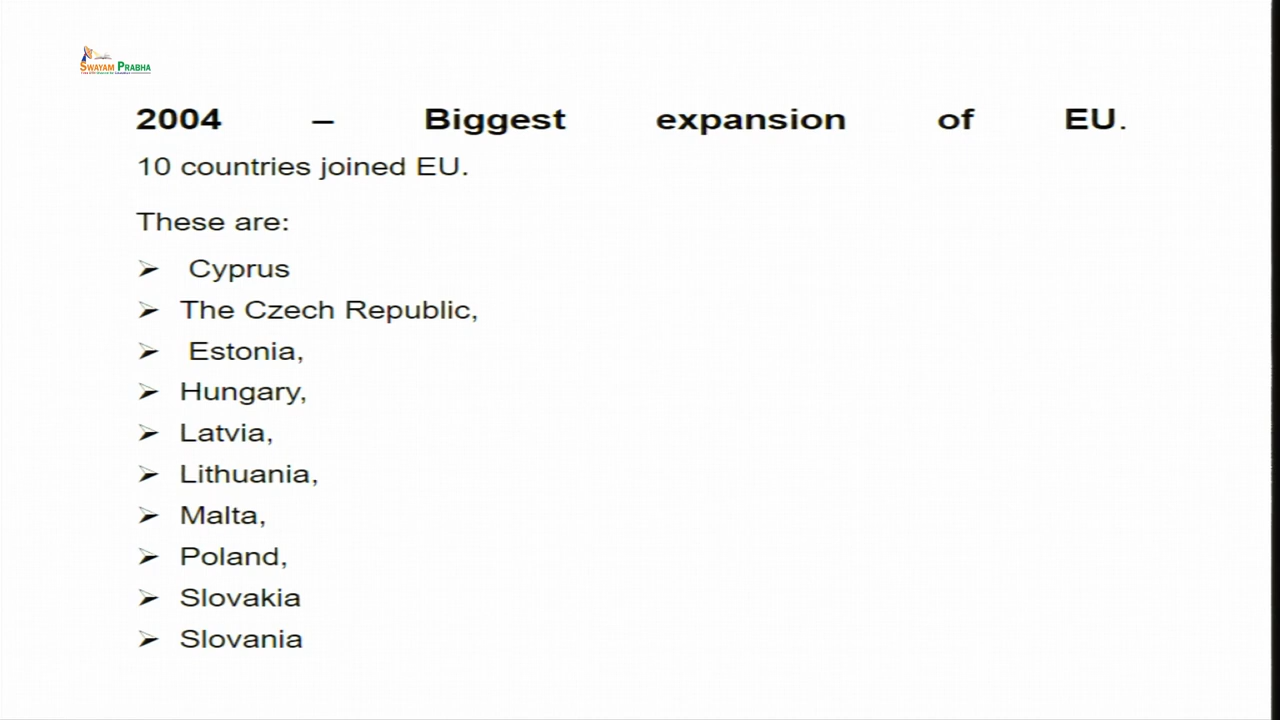 SWAYAM PRABHA
2004 – Biggest expansion of EU.
10 countries joined EU.
These are:
➢ Cyprus
➢ The Czech Republic,
➢ Estonia,
➢ Hungary,
➢ Latvia,
➢ Lithuania,
➢ Malta,
➢ Poland,
➢ Slovakia
➢ Slovania